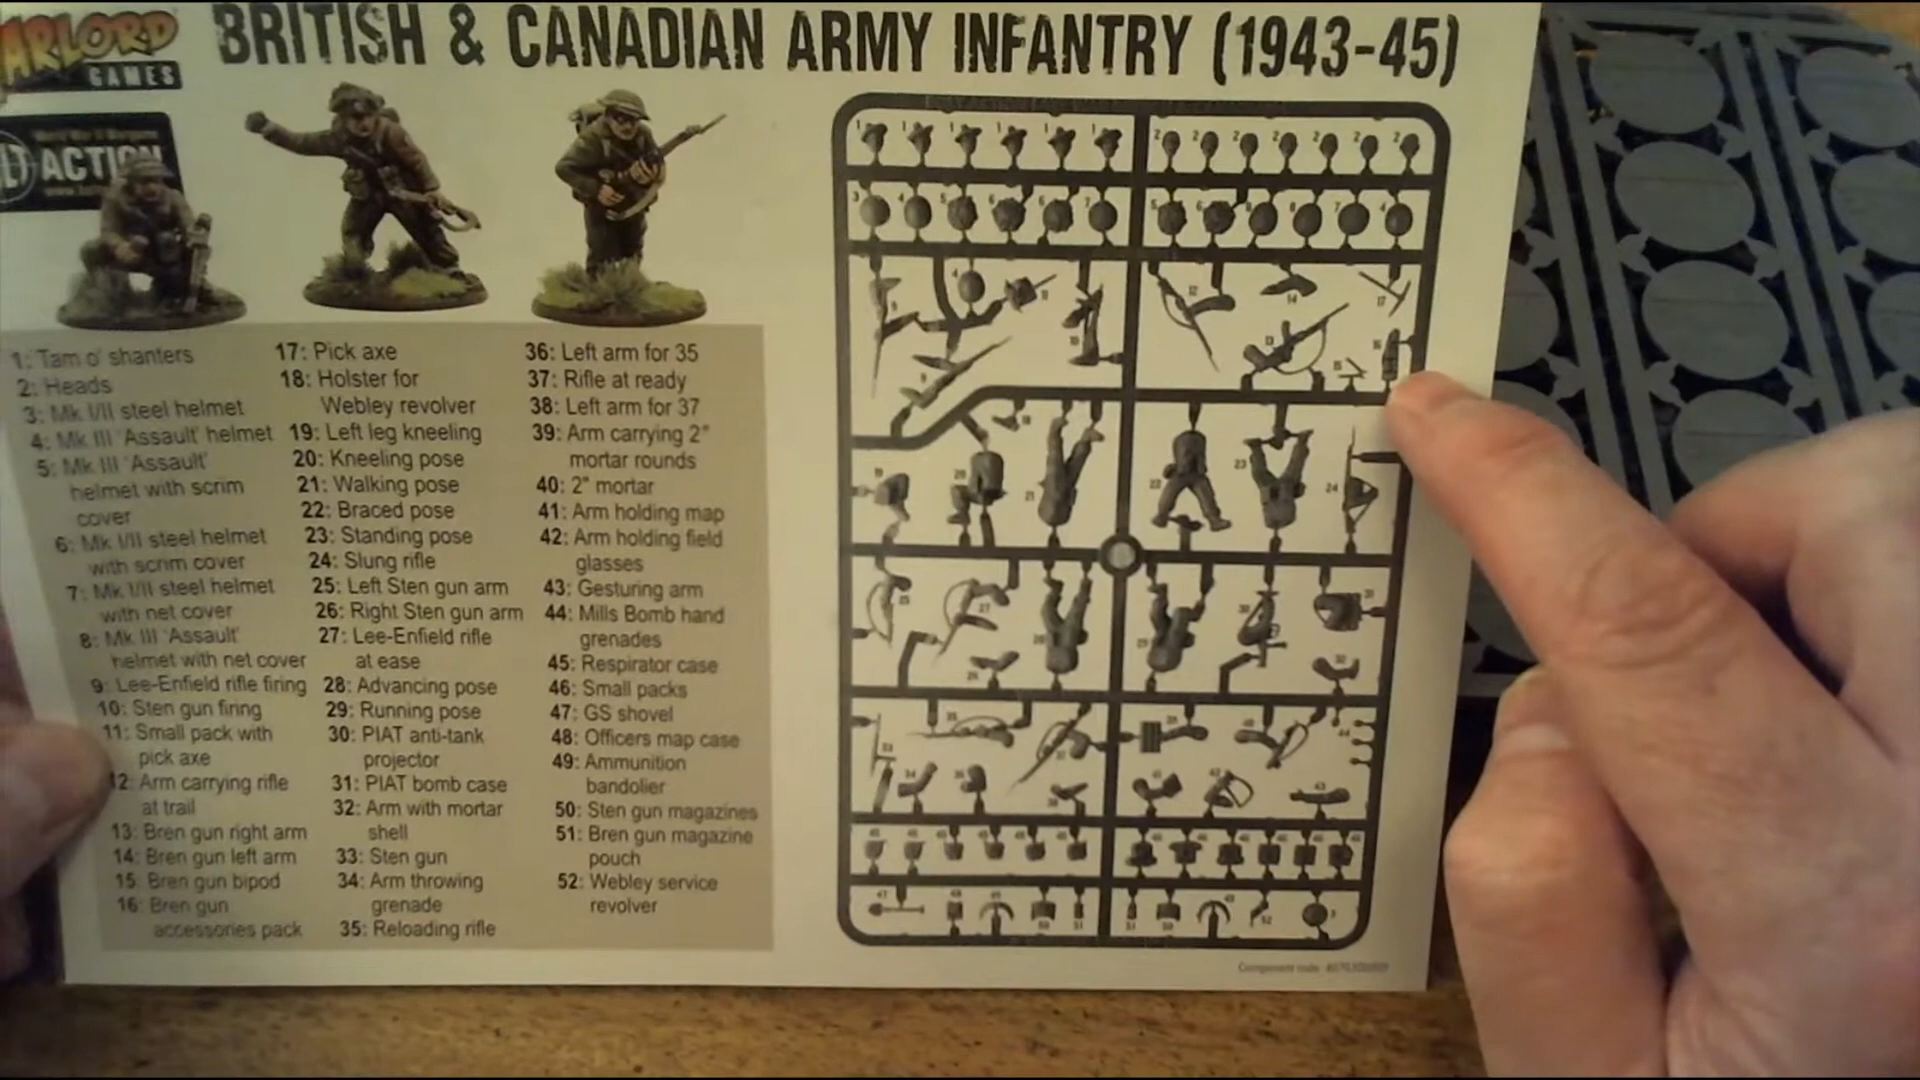 WARLORD
GAMES
BRITISH & CANADIAN ARMY INFANTRY (1943-45)
ACTION
1: Tam o' shanters
2: Heads
3: Mk I/II steel helmet
4: Mk III 'Assault' helmet
5: Mk III 'Assault'
helmet with scrim
cover
6: Mk I/II steel helmet
with scrim cover
7: Mk I/II steel helmet
with net cover
8: Mk III 'Assault'
helmet with net cover
9: Lee-Enfield rifle firing
10: Sten gun firing
11: Small pack with
pick axe
12: Arm carrying rifle
at trail
13: Bren gun right arm
14: Bren gun left arm
15: Bren gun bipod
16: Bren gun
accessories pack
17: Pick axe
18: Holster for
Webley revolver
19: Left leg kneeling
20: Kneeling pose
21: Walking pose
22: Braced pose
23: Standing pose
24: Slung rifle
25: Left Sten gun arm
26: Right Sten gun arm
27: Lee-Enfield rifle
at ease
28: Advancing pose
29: Running pose
30: PIAT anti-tank
projector
31: PIAT bomb case
32: Arm with mortar
shell
33: Sten gun
34: Arm throwing
grenade
35: Reloading rifle
36: Left arm for 35
37: Rifle at ready
38: Left arm for 37
39: Arm carrying 2"
mortar rounds
40: 2" mortar
41: Arm holding map
42: Arm holding field
glasses
43: Gesturing arm
44: Mills Bomb hand
grenades
45: Respirator case
46: Small packs
47: GS shovel
48: Officers map case
49: Ammunition
bandolier
50: Sten gun magazines
51: Bren gun magazine
pouch
52: Webley service
revolver
Component code